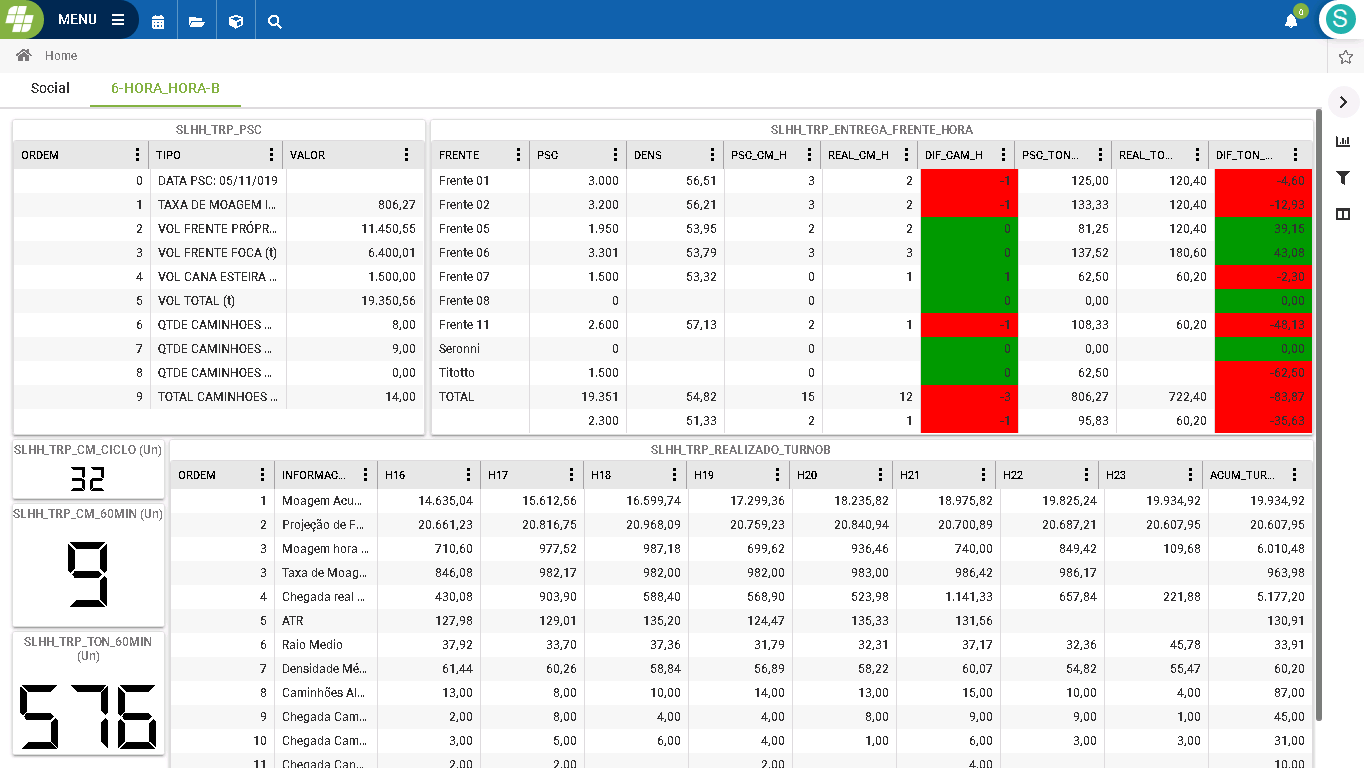 MENU
0
S
Home
Social 6-HORA_HORA-B
SLHH_TRP_PSC
ORDEM TIPO VALOR
0 DATA PSC: 05/11/019
1 TAXA DE MOAGEM I... 806,27
2 VOL FRENTE PRÓPR... 11.450,55
3 VOL FRENTE FOCA (t) 6.400,01
4 VOL CANA ESTEIRA ... 1.500,00
5 VOL TOTAL (t) 19.350,56
6 QTDE CAMINHOES ... 8,00
7 QTDE CAMINHOES ... 9,00
8 QTDE CAMINHOES ... 0,00
9 TOTAL CAMINHOES ... 14,00
SLHH_TRP_ENTREGA_FRENTE_HORA
FRENTE PSC DENS PSC_CM_H REAL_CM_H DIF_CAM_H PSC_TON... REAL_TO... DIF_TON_...
Frente 01 3.000 56,51 3 2 -1 125,00 120,40 -4,60
Frente 02 3.200 56,21 3 2 -1 133,33 120,40 -12,93
Frente 05 1.950 53,95 2 2 0 81,25 120,40 39,15
Frente 06 3.301 53,79 3 3 0 137,52 180,60 43,08
Frente 07 1.500 53,32 0 1 1 62,50 60,20 -2,30
Frente 08 0 0 0 0,00 0,00
Frente 11 2.600 57,13 2 1 -1 108,33 60,20 -48,13
Seronni 0 0 0 0,00 0,00
Titotto 1.500 0 0 62,50 -62,50
TOTAL 19.351 54,82 15 12 -3 806,27 722,40 -83,87
2.300 51,33 2 1 -1 95,83 60,20 -35,63
SLHH_TRP_CM_CICLO (Un)
32
SLHH_TRP_CM_60MIN (Un)
9
SLHH_TRP_TON_60MIN
(Un)
576
SLHH_TRP_REALIZADO_TURNOB
ORDEM INFORMAC... H16 H17 H18 H19 H20 H21 H22 H23 ACUM_TUR...
1 Moagem Acu... 14.635,04 15.612,56 16.599,74 17.299,36 18.235,82 18.975,82 19.825,24 19.934,92 19.934,92
2 Projeção de F... 20.661,23 20.816,75 20.968,09 20.759,23 20.840,94 20.700,89 20.687,21 20.607,95 20.607,95
3 Moagem hora ... 710,60 977,52 987,18 699,62 936,46 740,00 849,42 109,68 6.010,48
3 Taxa de Moag... 846,08 982,17 982,00 982,00 983,00 986,42 986,17 963,98
4 Chegada real ... 430,08 903,90 588,40 568,90 523,98 1.141,33 657,84 221,88 5.177,20
5 ATR 127,98 129,01 135,20 124,47 135,33 131,56 130,91
6 Raio Medio 37,92 33,70 37,36 31,79 32,31 37,17 32,36 45,78 33,91
7 Densidade Mé... 61,44 60,26 58,84 56,89 58,22 60,07 54,82 55,47 60,20
8 Caminhões Al... 13,00 8,00 10,00 14,00 13,00 15,00 10,00 4,00 87,00
9 Chegada Cam... 2,00 8,00 4,00 4,00 8,00 9,00 9,00 1,00 45,00
10 Chegada Cam... 3,00 5,00 6,00 4,00 1,00 6,00 3,00 3,00 31,00
11 Chegada Can... 2,00 2,00 2,00 4,00 10,00